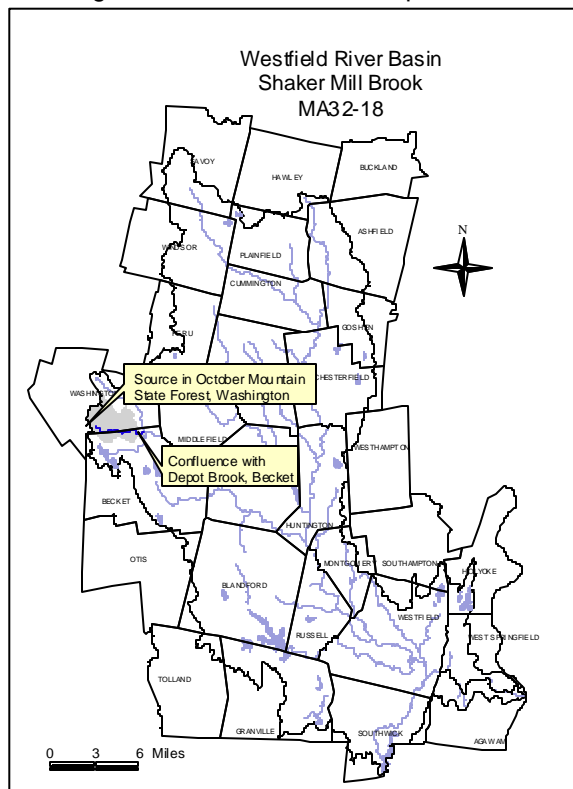 Westfield River Basin
Shaker Mill Brook
MA32-18
BUCKLAND
HAWLEY
ASHFIELD
N
WINDSOR
PLAINFIELD
CUMMINGTON
GOSHEN
Source in October Mountain
State Forest, Washington
CHESTERFIELD
MIDDLEFIELD
WESTHAMPTON
Confluence with
Depot Brook, Becket
BECKET
HUNTINGTON
OTIS
MONTGOMERY
SOUTHAMPTON
HOLYOKE
BLANDFORD
WESTFIELD
RUSSELL
WEST SPRINGFIELD
TOLLAND
GRANVILLE
SOUTHWICK
AGAWAM
0 3 6 Miles